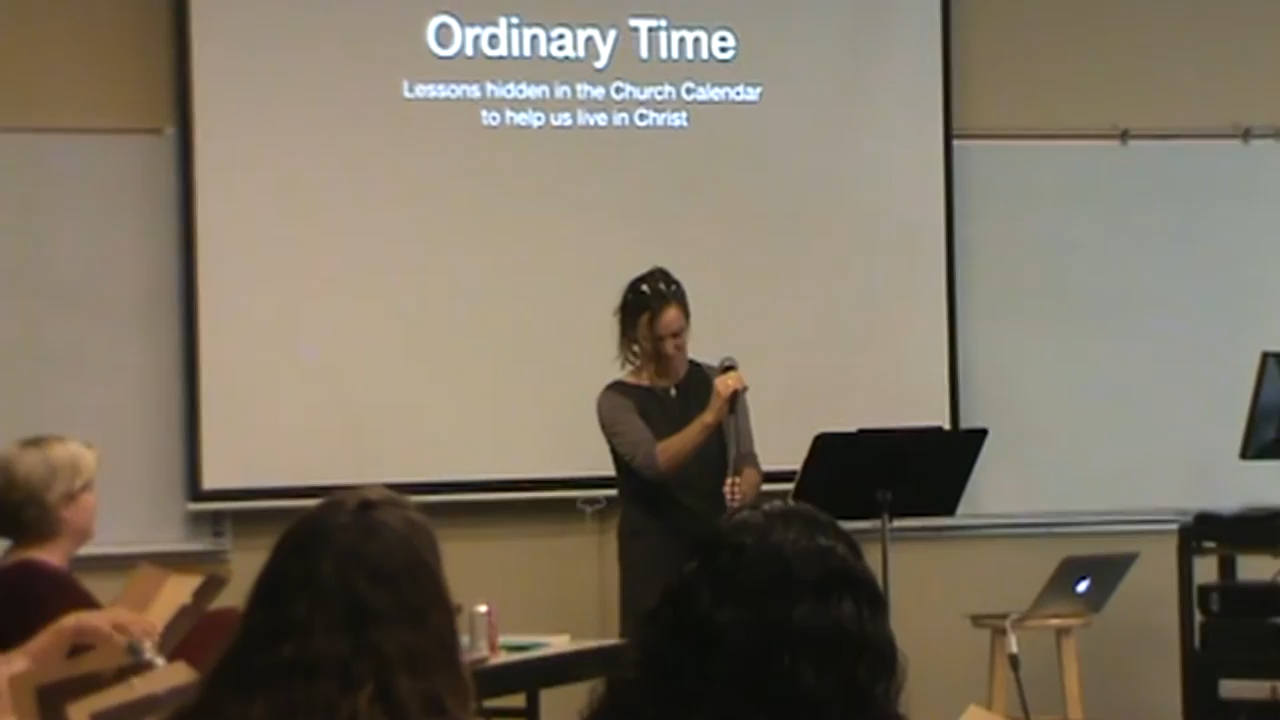 Ordinary Time
Lessons hidden in the Church Calendar
to help us live in Christ